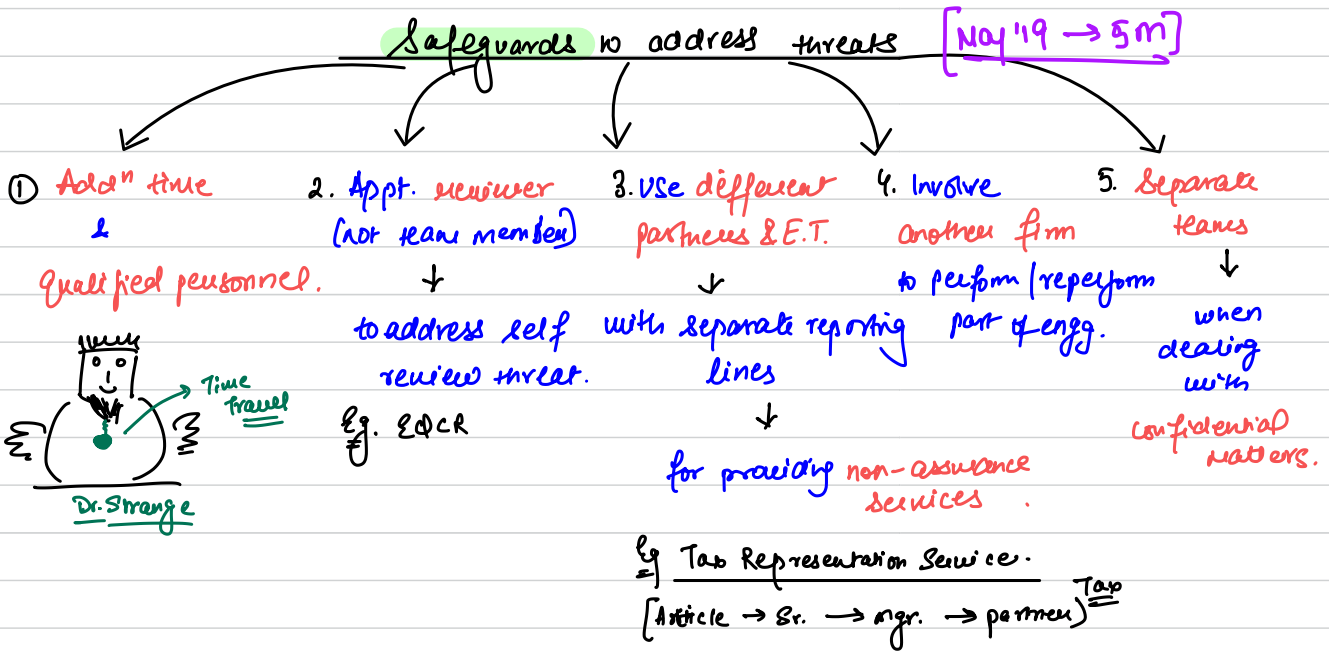 Safeguards to address threats [May '19 → 5m]
① Addⁿ time
&
Qualified personnel.
Time
Travel
Dr. Strange
2. Appt. reviewer
(not team member)
↓
to address self
review threat.
Eg. EQCR
3. Use different
partners & E.T.
↓
with separate reporting
lines
↓
for providing non-assurance
services.
Eg Tax Representation Service.
[Article → Sr. → mgr. → partner) Tax
4. Involve
another firm
to perform/reperform
part of engg.
5. Separate
teams
↓
when
dealing
with
confidential
matters.